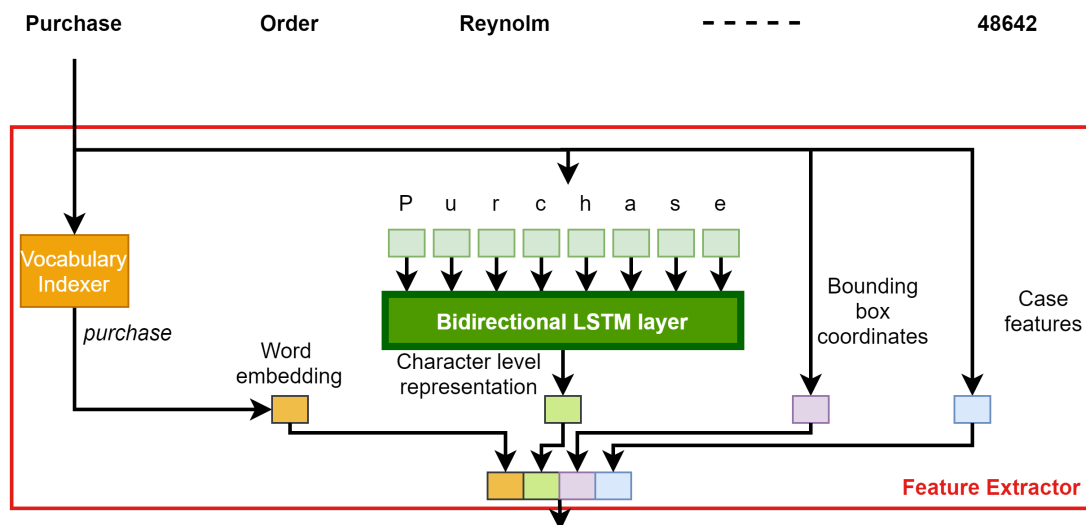 Purchase Order Reynolm - - - - - 48642
P u r c h a s e
Vocabulary
Indexer
purchase
Word
embedding
Bidirectional LSTM layer
Character level
representation
Bounding
box
coordinates
Case
features
Feature Extractor